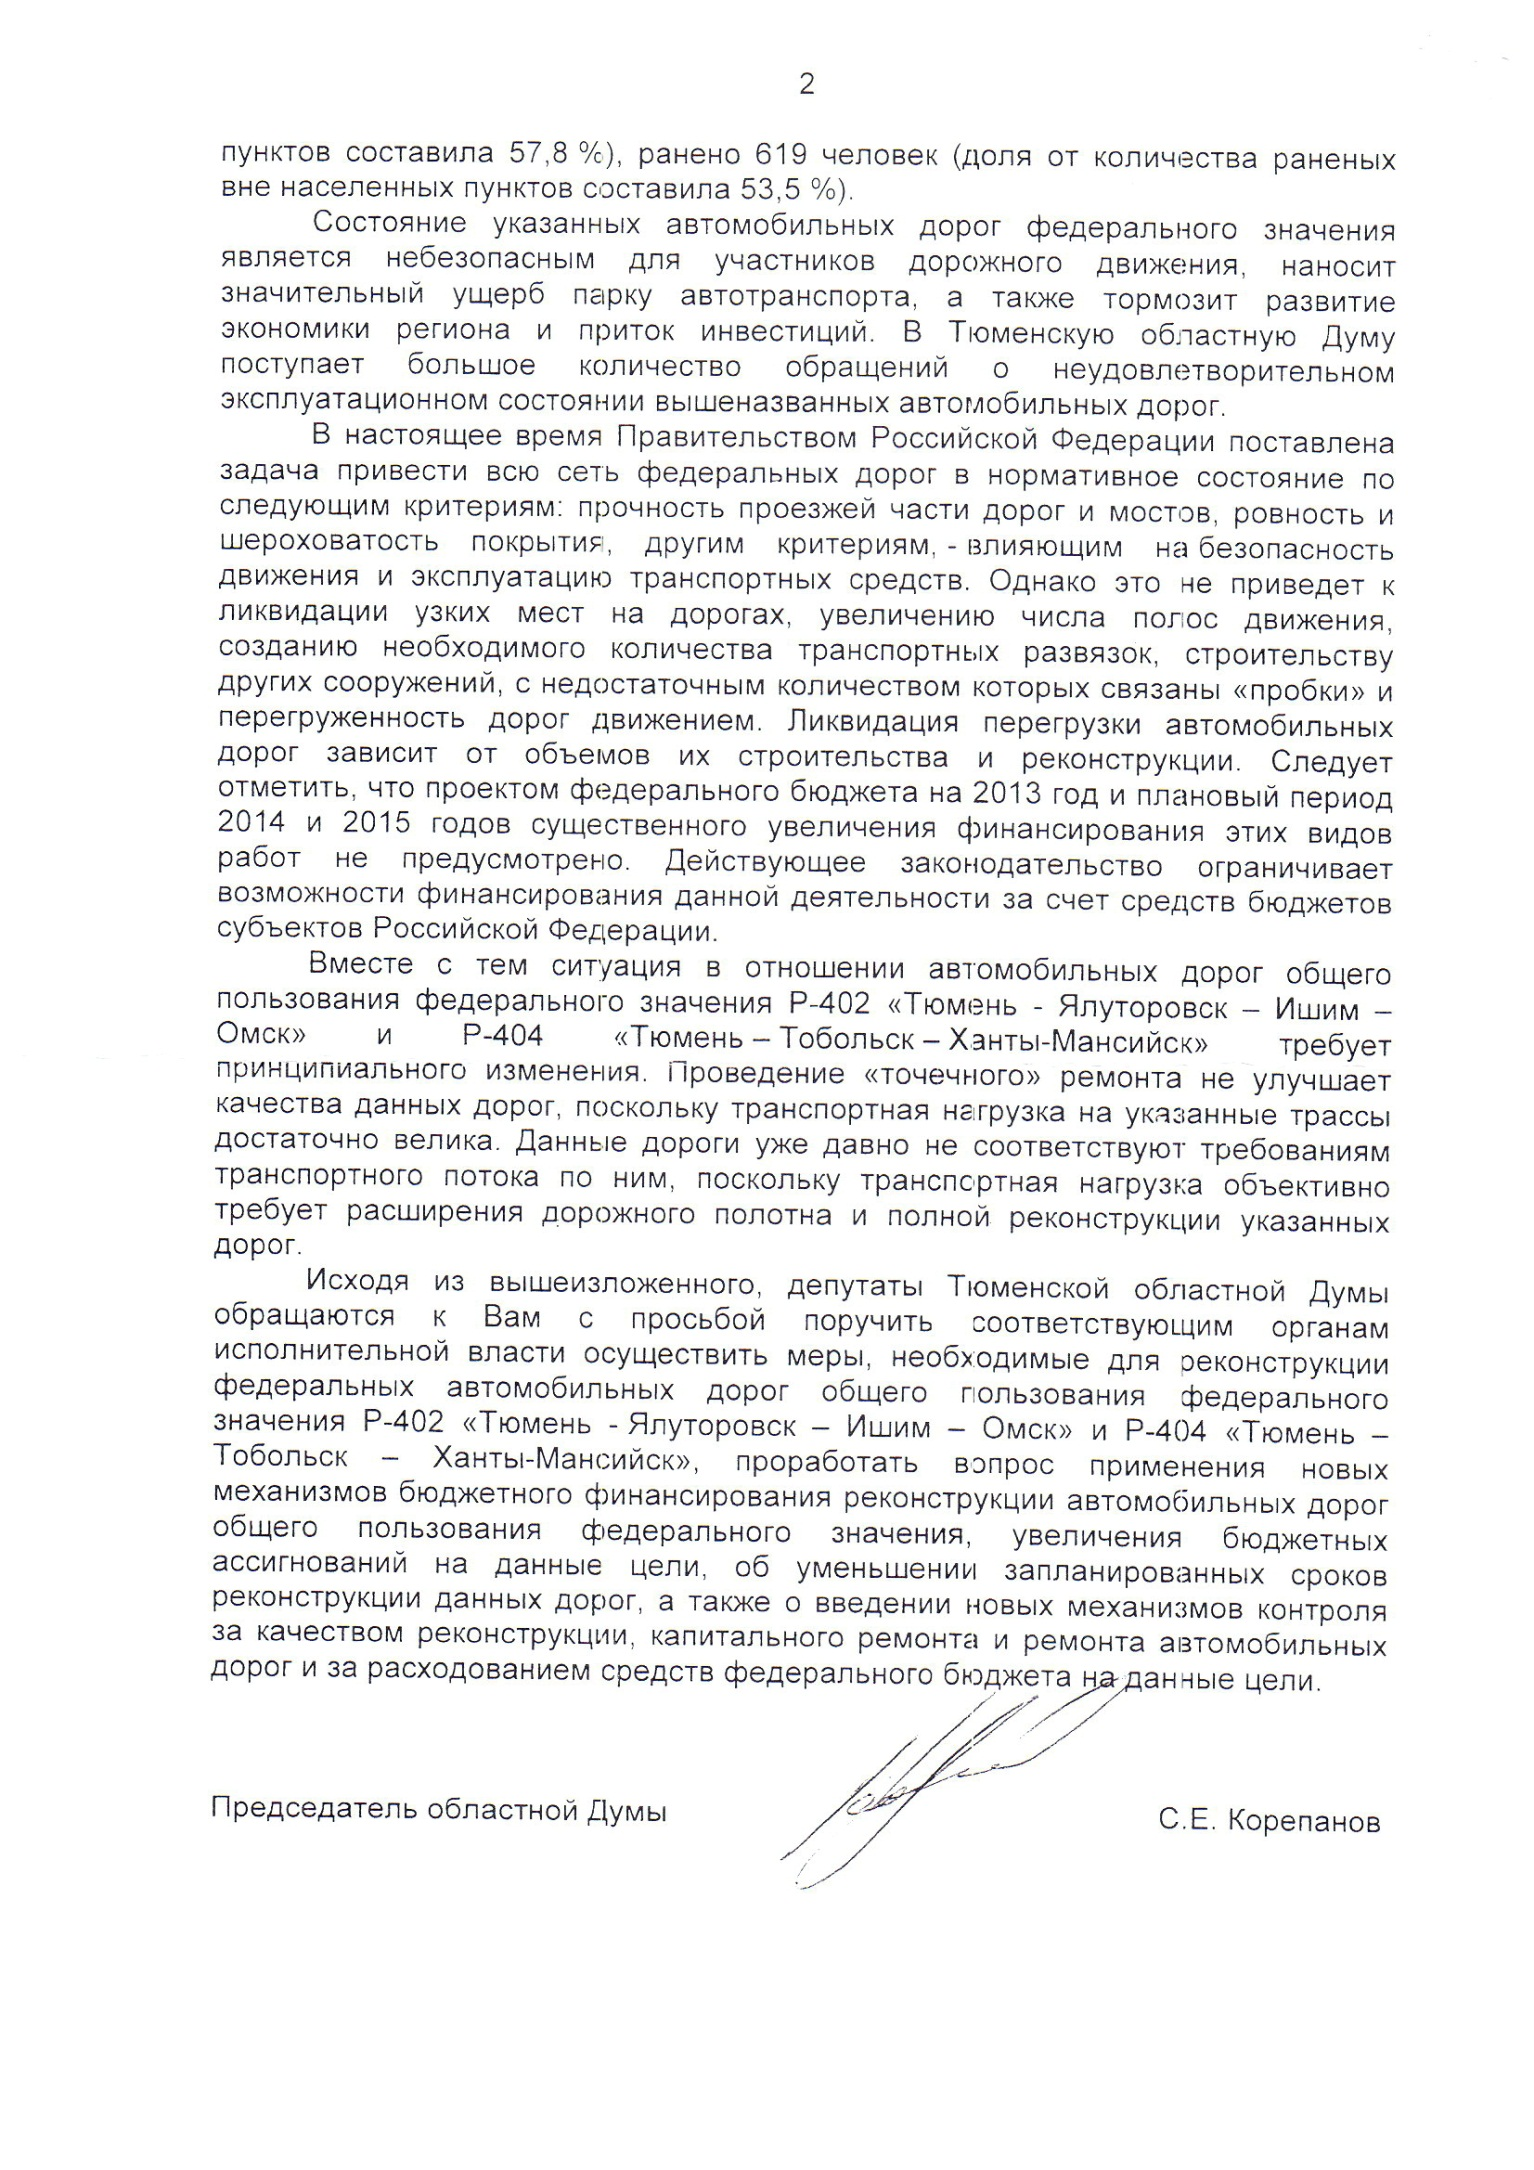 2
пунктов составила 57,8 %), ранено 619 человек (доля от количества раненых
вне населенных пунктов составила 53,5 %).
Состояние указанных автомобильных дорог федерального значения
является небезопасным для участников дорожного движения, наносит
значительный ущерб парку автотранспорта, а также тормозит развитие
экономики региона и приток инвестиций. В Тюменскую областную Думу
поступает большое количество обращений о неудовлетворительном
эксплуатационном состоянии вышеназванных автомобильных дорог.
В настоящее время Правительством Российской Федерации поставлена
задача привести всю сеть федеральных дорог в нормативное состояние по
следующим критериям: прочность проезжей части дорог и мостов, ровность и
шероховатость покрытия, другим критериям, - влияющим на безопасность
движения и эксплуатацию транспортных средств. Однако это не приведет к
ликвидации узких мест на дорогах, увеличению числа полос движения,
созданию необходимого количества транспортных развязок, строительству
других сооружений, с недостаточным количеством которых связаны «пробки» и
перегруженность дорог движением. Ликвидация перегрузки автомобильных
дорог зависит от объемов их строительства и реконструкции. Следует
отметить, что проектом федерального бюджета на 2013 год и плановый период
2014 и 2015 годов существенного увеличения финансирования этих видов
работ не предусмотрено. Действующее законодательство ограничивает
возможности финансирования данной деятельности за счет средств бюджетов
субъектов Российской Федерации.
Вместе с тем ситуация в отношении автомобильных дорог общего
пользования федерального значения Р-402 «Тюмень - Ялуторовск – Ишим –
Омск» и Р-404 «Тюмень – Тобольск – Ханты-Мансийск» требует
принципиального изменения. Проведение «точечного» ремонта не улучшает
качества данных дорог, поскольку транспортная нагрузка на указанные трассы
достаточно велика. Данные дороги уже давно не соответствуют требованиям
транспортного потока по ним, поскольку транспортная нагрузка объективно
требует расширения дорожного полотна и полной реконструкции указанных
дорог.
Исходя из вышеизложенного, депутаты Тюменской областной Думы
обращаются к Вам с просьбой поручить соответствующим органам
исполнительной власти осуществить меры, необходимые для реконструкции
федеральных автомобильных дорог общего пользования федерального
значения Р-402 «Тюмень - Ялуторовск – Ишим – Омск» и Р-404 «Тюмень –
Тобольск – Ханты-Мансийск», проработать вопрос применения новых
механизмов бюджетного финансирования реконструкции автомобильных дорог
общего пользования федерального значения, увеличения бюджетных
ассигнований на данные цели, об уменьшении запланированных сроков
реконструкции данных дорог, а также о введении новых механизмов контроля
за качеством реконструкции, капитального ремонта и ремонта автомобильных
дорог и за расходованием средств федерального бюджета на данные цели.
Председатель областной Думы
С.Е. Корепанов